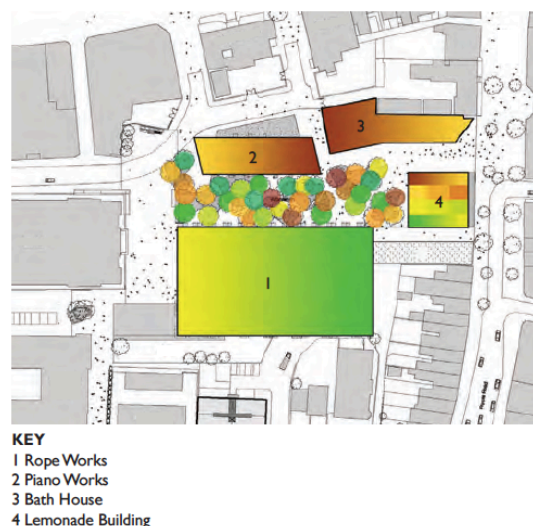 3
2
4
1
KEY
1 Rope Works
2 Piano Works
3 Bath House
4 Lemonade Building